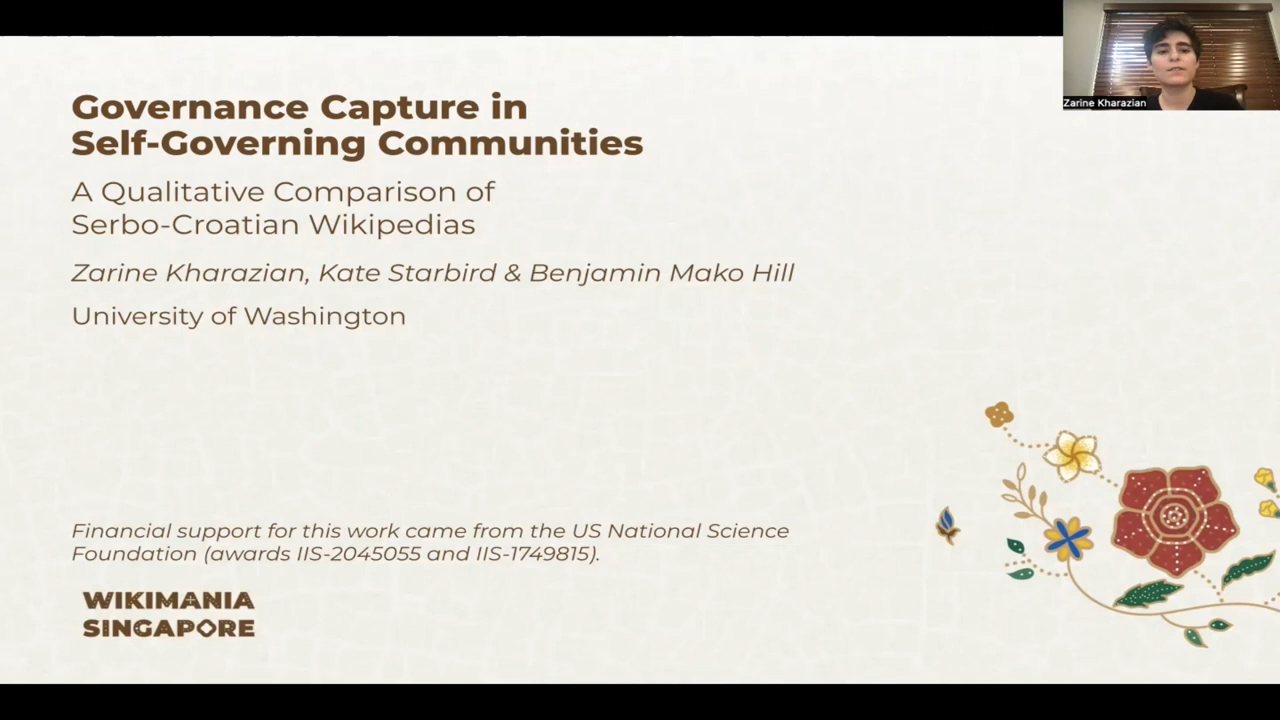 Governance Capture in
Self-Governing Communities
A Qualitative Comparison of
Serbo-Croatian Wikipedias
Zarine Kharazian, Kate Starbird & Benjamin Mako Hill
University of Washington
Financial support for this work came from the US National Science
Foundation (awards IIS-2045055 and IIS-1749815).
WIKIMANIA
SINGAPORE
Zarine Kharazian